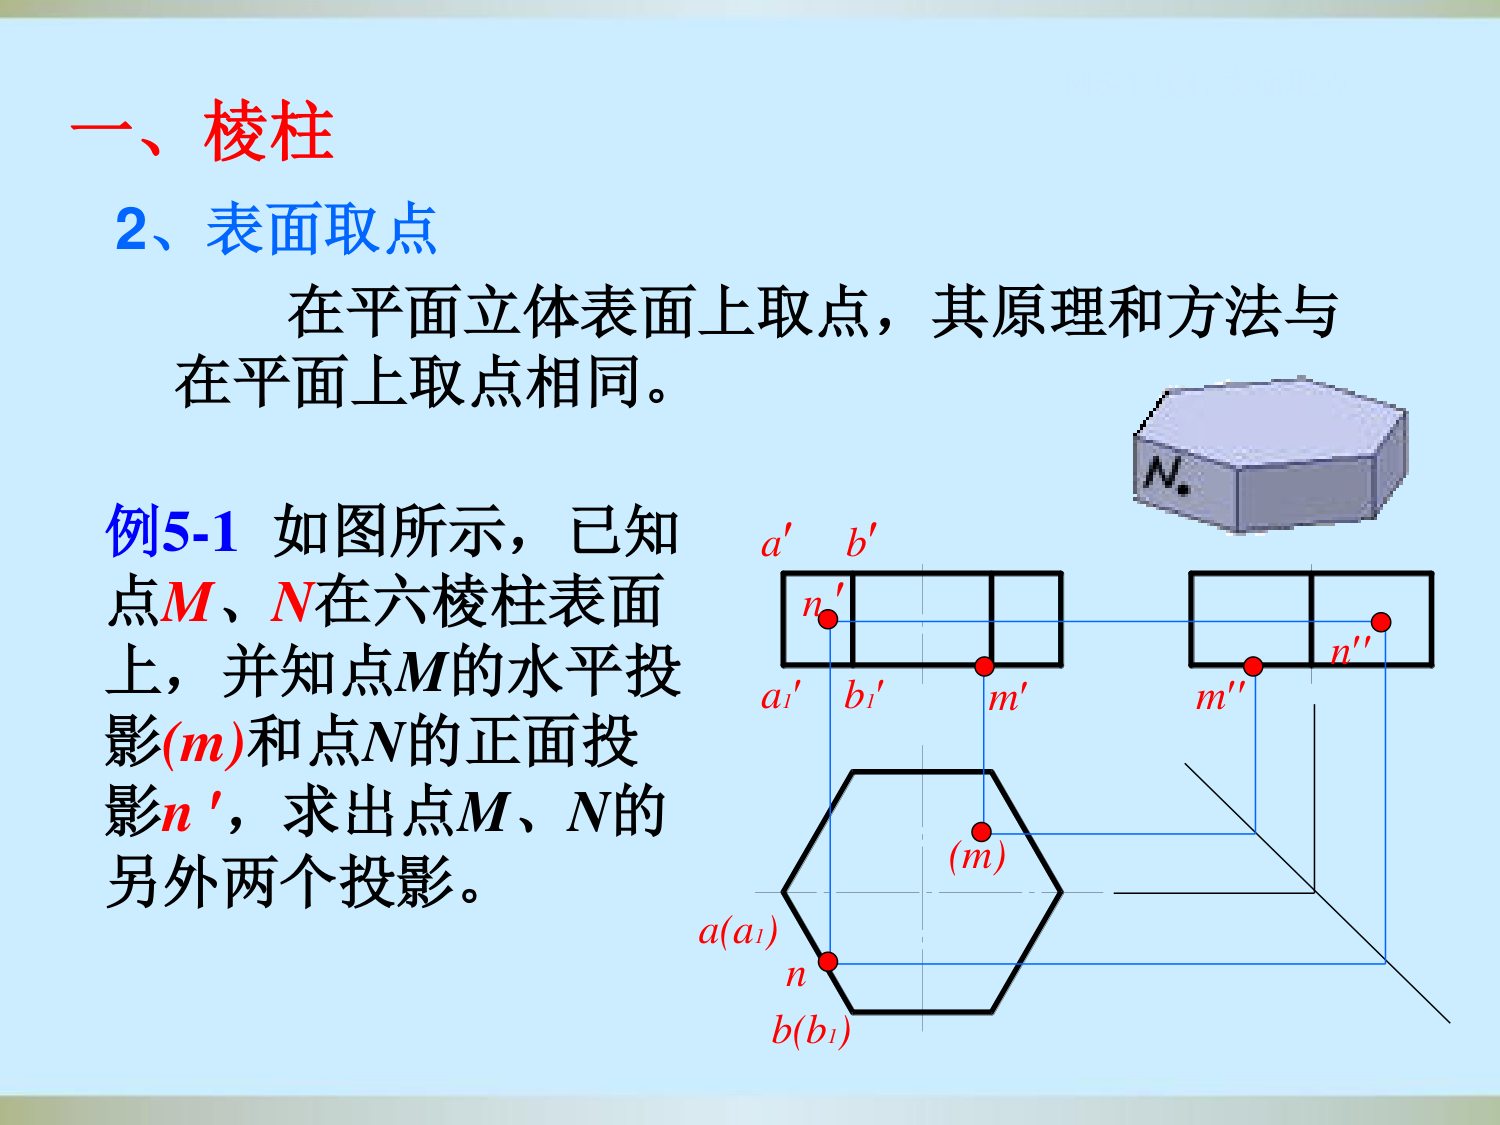 一、棱柱
2、表面取点
在平面立体表面上取点，其原理和方法与
在平面上取点相同。
N
例5-1 如图所示，已知
点M、N在六棱柱表面
上，并知点M的水平投
影(m)和点N的正面投
影n ′，求出点M、N的
另外两个投影。
a′ b′
n ′
n′′
a₁′ b₁′ m′ m′′
(m)
a(a₁)
n
b(b₁)